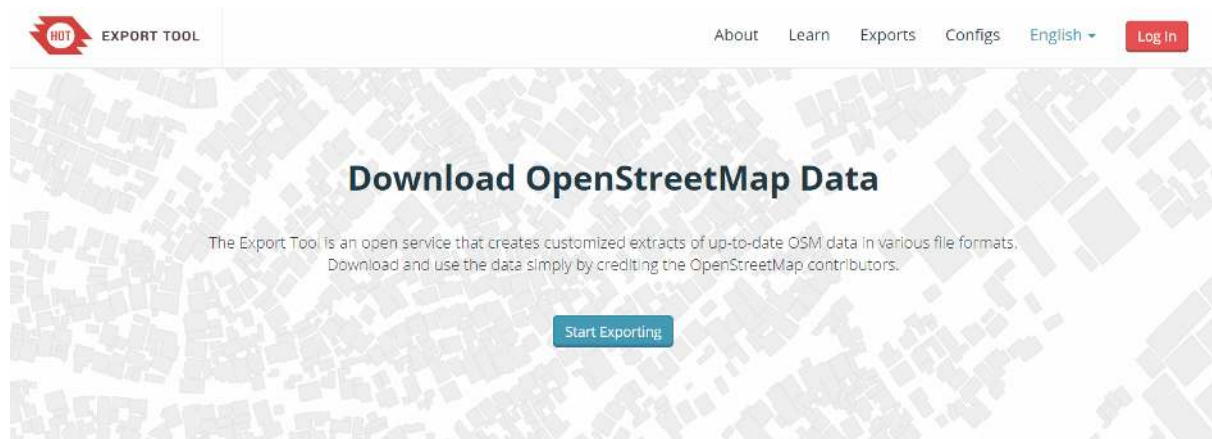 HOT EXPORT TOOL About Learn Exports Configs English Log In
Download OpenStreetMap Data
The Export Tool is an open service that creates customized extracts of up-to-date OSM data in various file formats.
Download and use the data simply by crediting the OpenStreetMap contributors.
Start Exporting